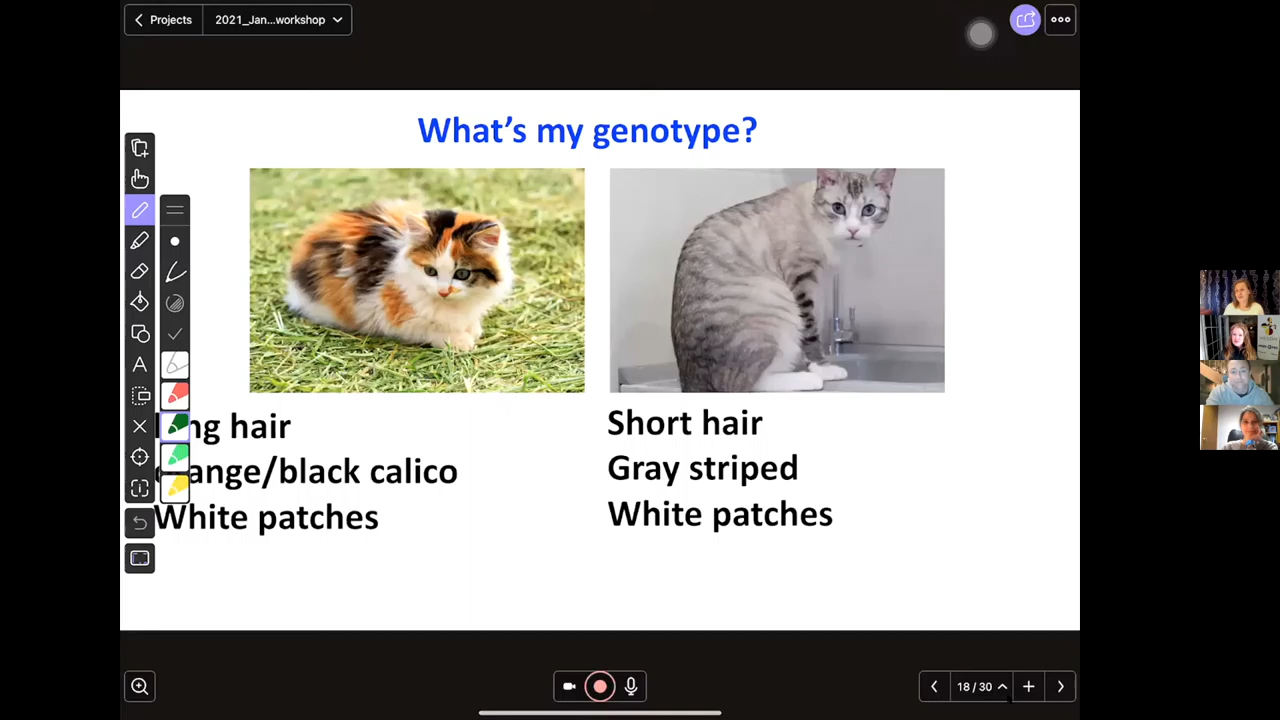 Projects
2021_Jan...workshop
What's my genotype?
ng hair
ange/black calico
White patches
Short hair
Gray striped
White patches
A
18 / 30